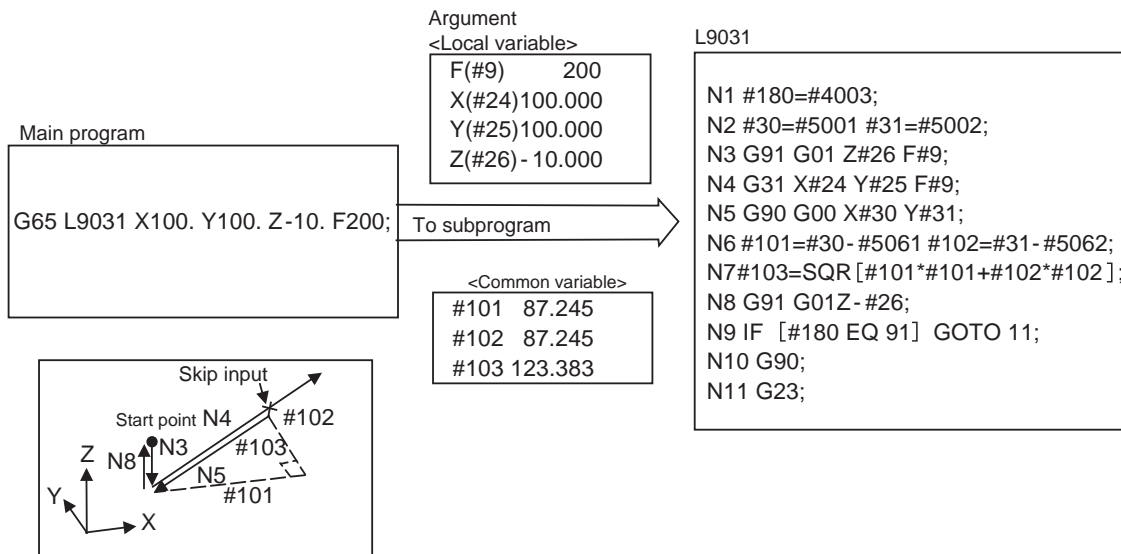 Main program
G65 L9031 X100. Y100. Z-10. F200;
Argument
<Local variable>
F(#9) 200
X(#24)100.000
Y(#25)100.000
Z(#26)-10.000
To subprogram
<Common variable>
#101 87.245
#102 87.245
#103 123.383
L9031
N1 #180=#4003;
N2 #30=#5001 #31=#5002;
N3 G91 G01 Z#26 F#9;
N4 G31 X#24 Y#25 F#9;
N5 G90 G00 X#30 Y#31;
N6 #101=#30-#5061 #102=#31-#5062;
N7#103=SQR[#101*#101+#102*#102];
N8 G91 G01Z-#26;
N9 IF [#180 EQ 91] GOTO 11;
N10 G90;
N11 G23;
Skip input
Start point N4
#102
N3
#103
Z
N8
N5
#101
Y
X